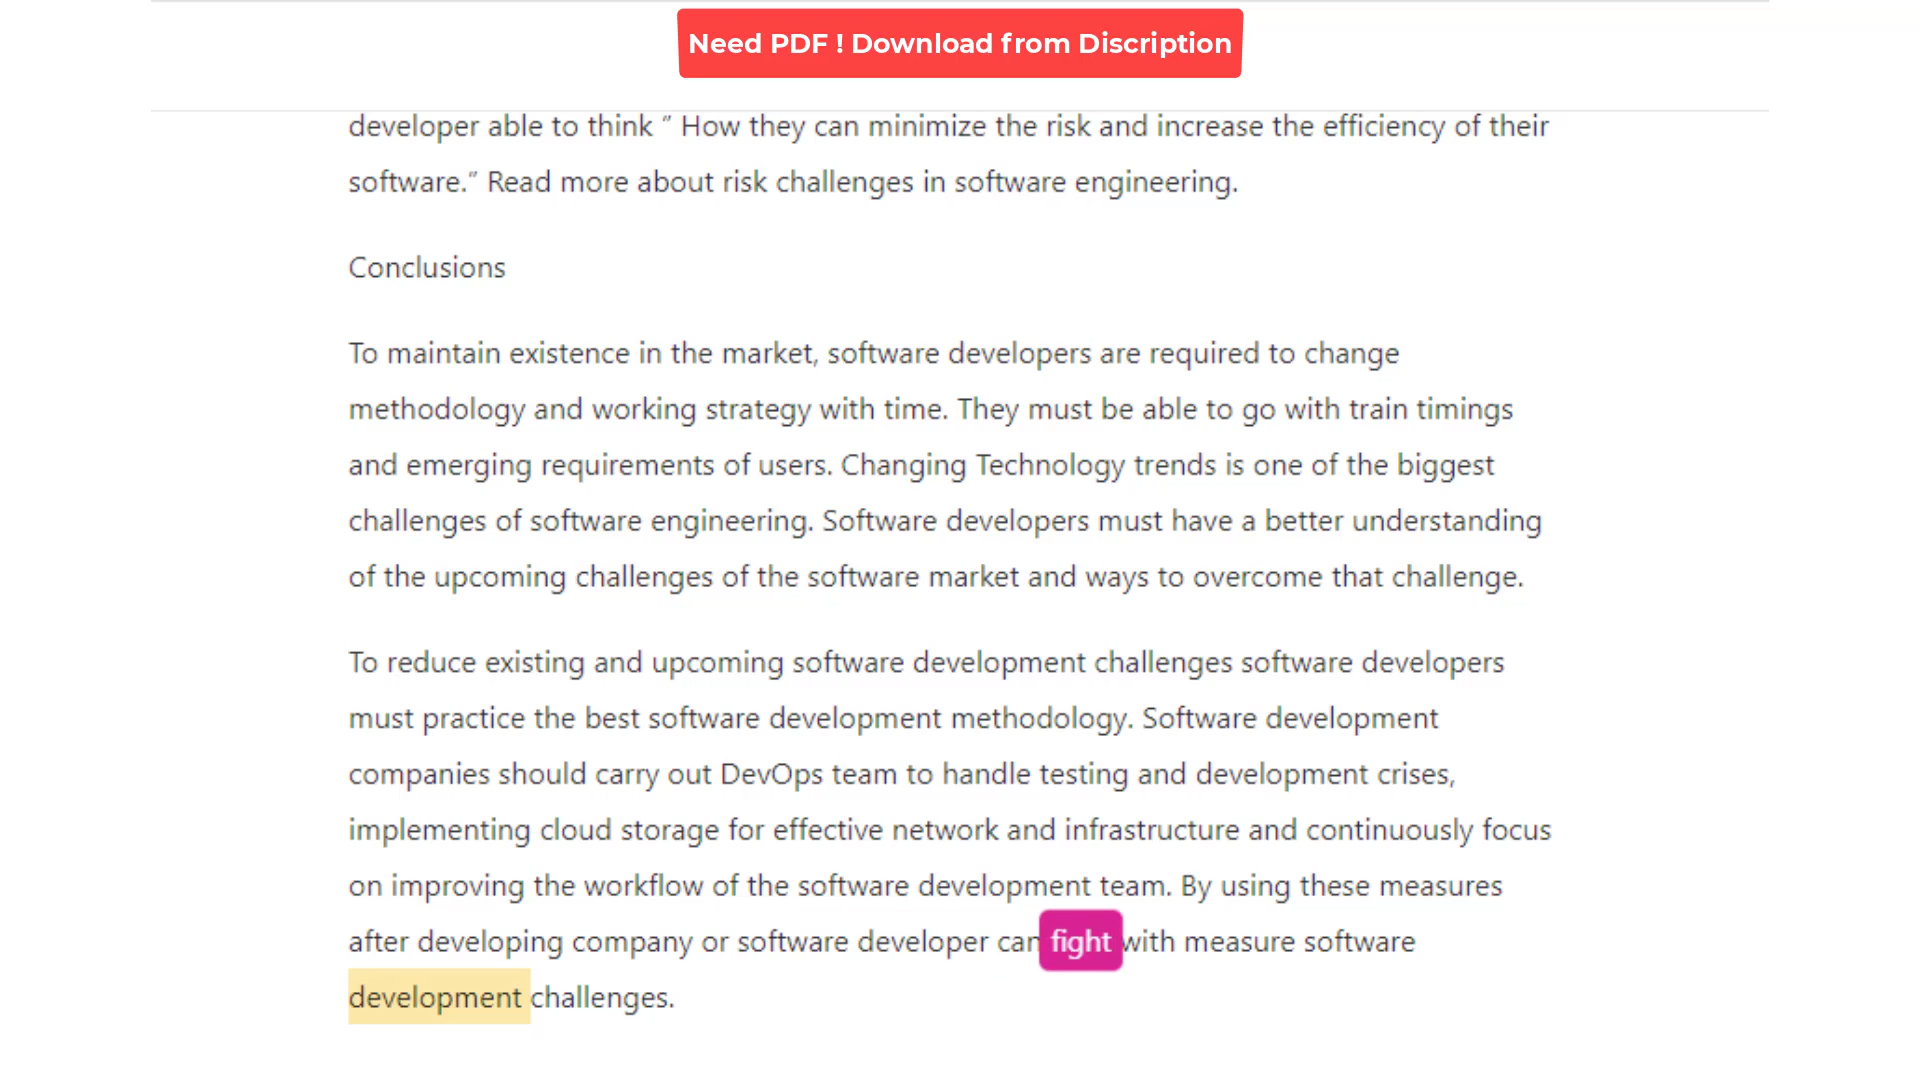 Need PDF ! Download from Discription
developer able to think " How they can minimize the risk and increase the efficiency of their
software." Read more about risk challenges in software engineering.
Conclusions
To maintain existence in the market, software developers are required to change
methodology and working strategy with time. They must be able to go with train timings
and emerging requirements of users. Changing Technology trends is one of the biggest
challenges of software engineering. Software developers must have a better understanding
of the upcoming challenges of the software market and ways to overcome that challenge.
To reduce existing and upcoming software development challenges software developers
must practice the best software development methodology. Software development
companies should carry out DevOps team to handle testing and development crises,
implementing cloud storage for effective network and infrastructure and continuously focus
on improving the workflow of the software development team. By using these measures
after developing company or software developer can fight with measure software
development challenges.